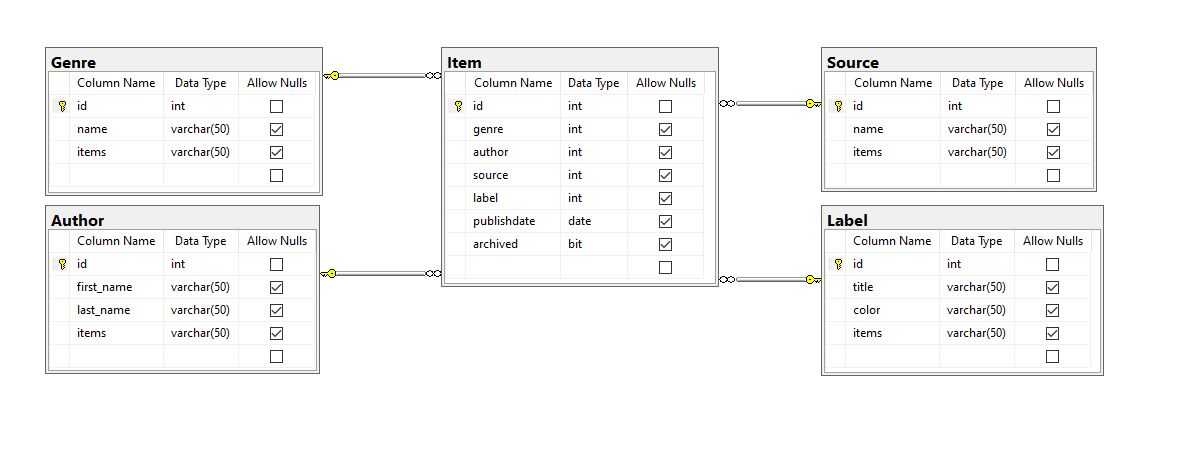 Genre
Column Name Data Type Allow Nulls
id int
name varchar(50)
items varchar(50)
Author
Column Name Data Type Allow Nulls
id int
first_name varchar(50)
last_name varchar(50)
items varchar(50)
Item
Column Name Data Type Allow Nulls
id int
genre int
author int
source int
label int
publishdate date
archived bit
Source
Column Name Data Type Allow Nulls
id int
name varchar(50)
items varchar(50)
Label
Column Name Data Type Allow Nulls
id int
title varchar(50)
color varchar(50)
items varchar(50)